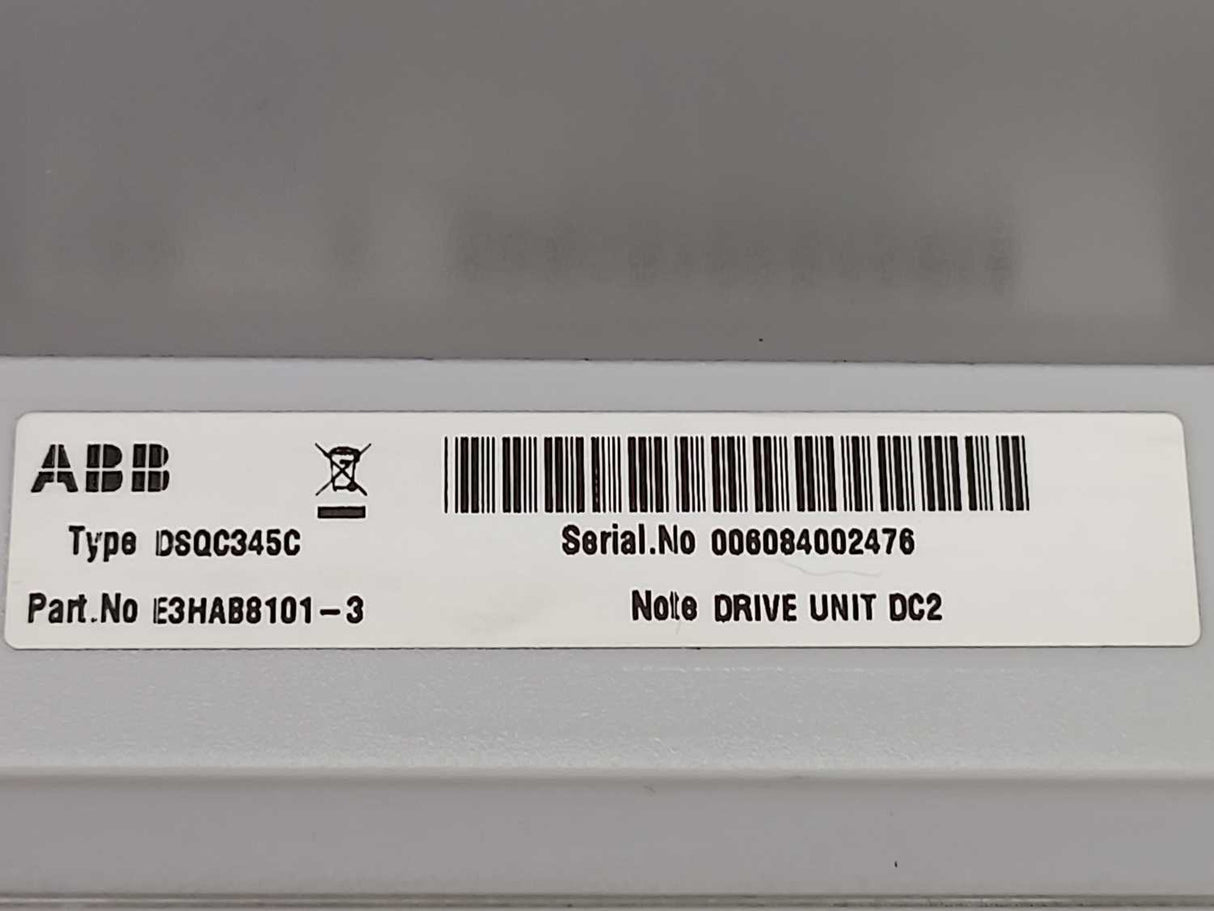 ABB
Type DSQC345C
Serial.No 006084002476
Part.No E3HAB8101-3
Note DRIVE UNIT DC2